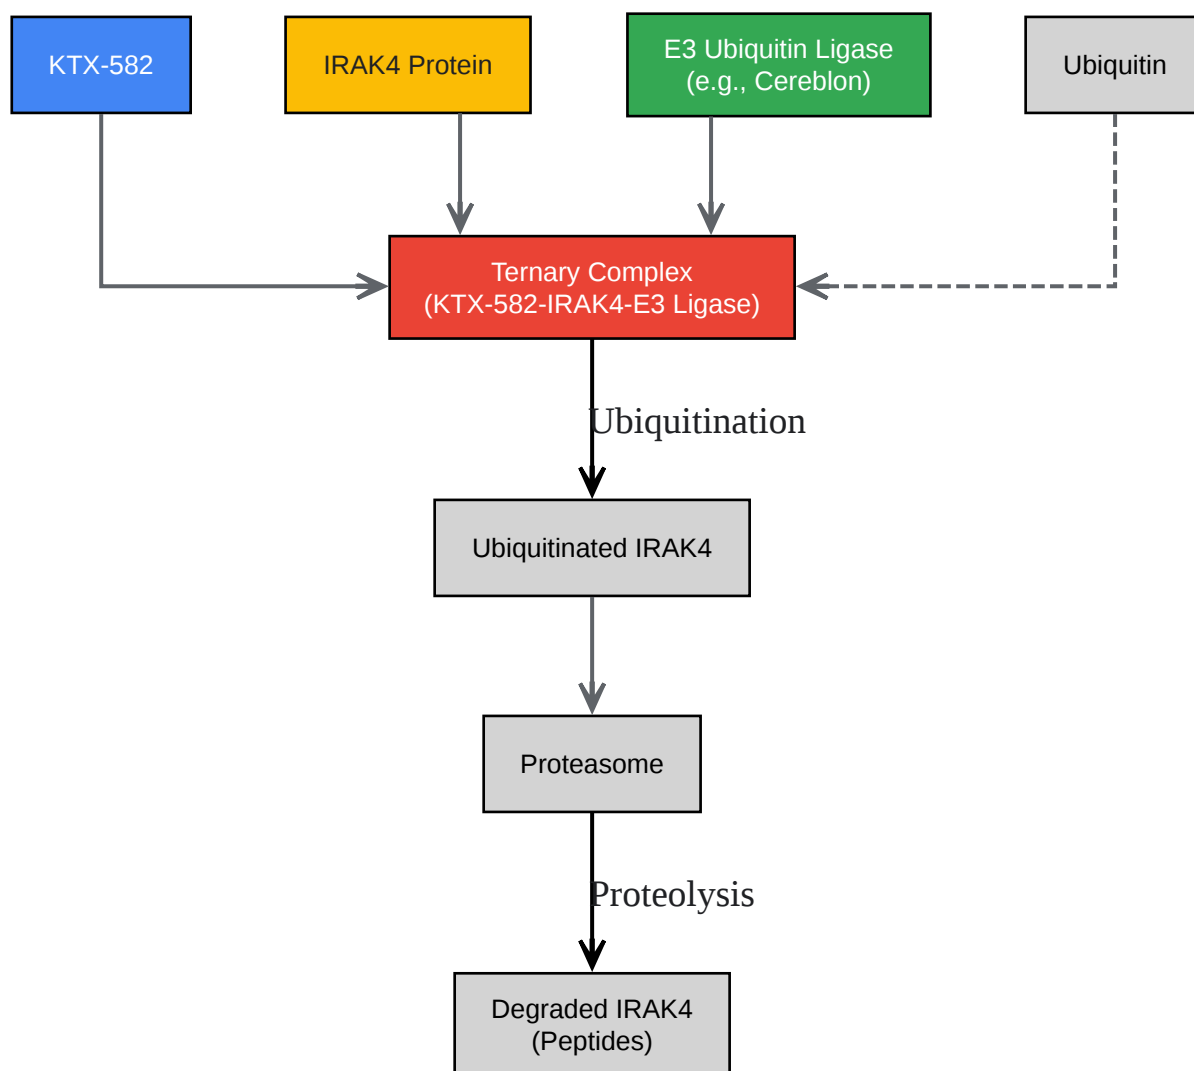 KTX-582
IRAK4 Protein
E3 Ubiquitin Ligase
(e.g., Cereblon)
Ubiquitin
Ternary Complex
(KTX-582-IRAK4-E3 Ligase)
Ubiquitination
Ubiquitinated IRAK4
Proteasome
Proteolysis
Degraded IRAK4
(Peptides)